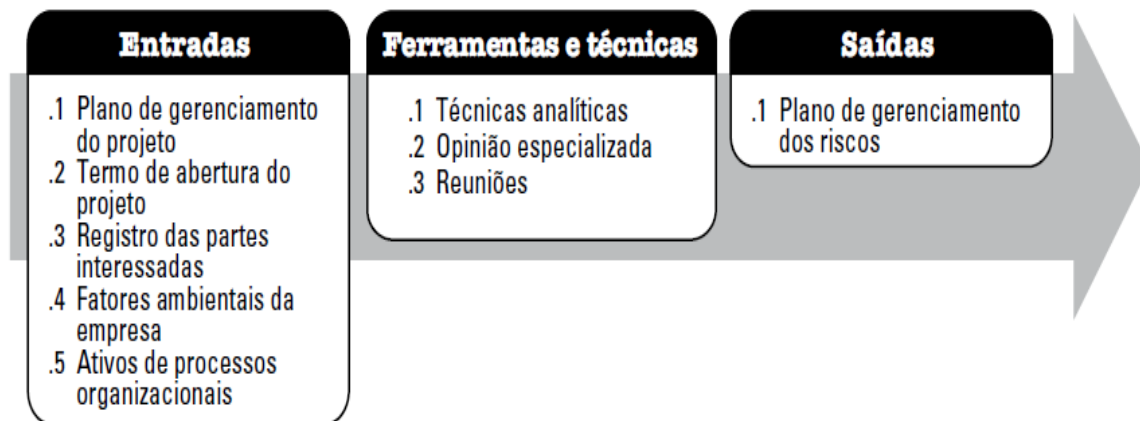 Entradas
.1 Plano de gerenciamento
do projeto
.2 Termo de abertura do
projeto
.3 Registro das partes
interessadas
.4 Fatores ambientais da
empresa
.5 Ativos de processos
organizacionais
Ferramentas e técnicas
.1 Técnicas analíticas
.2 Opinião especializada
.3 Reuniões
Saídas
.1 Plano de gerenciamento
dos riscos